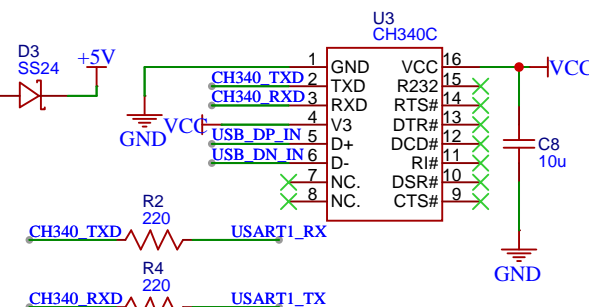 U3
CH340C
D3
SS24
+5V
1 GND VCC 16
CH340_TXD 2 TXD R232 15
CH340_RXD 3 RXD RTS# 14
VCC 4 V3 DTR# 13
USB_DP_IN 5 D+ DCD# 12
USB_DN_IN 6 D- RI# 11
7 NC. DSR# 10
8 NC. CTS# 9
GND
VCC
C8
10u
GND
R2
220
CH340_TXD USART1_RX
R4
220
CH340_RXD USART1_TX